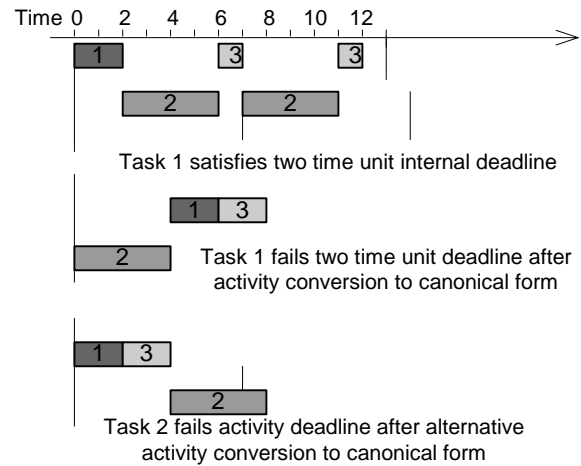 Time 0 2 4 6 8 10 12
1 3 3
2 2
Task 1 satisfies two time unit internal deadline
1 3
2
Task 1 fails two time unit deadline after
activity conversion to canonical form
1 3
2
Task 2 fails activity deadline after alternative
activity conversion to canonical form